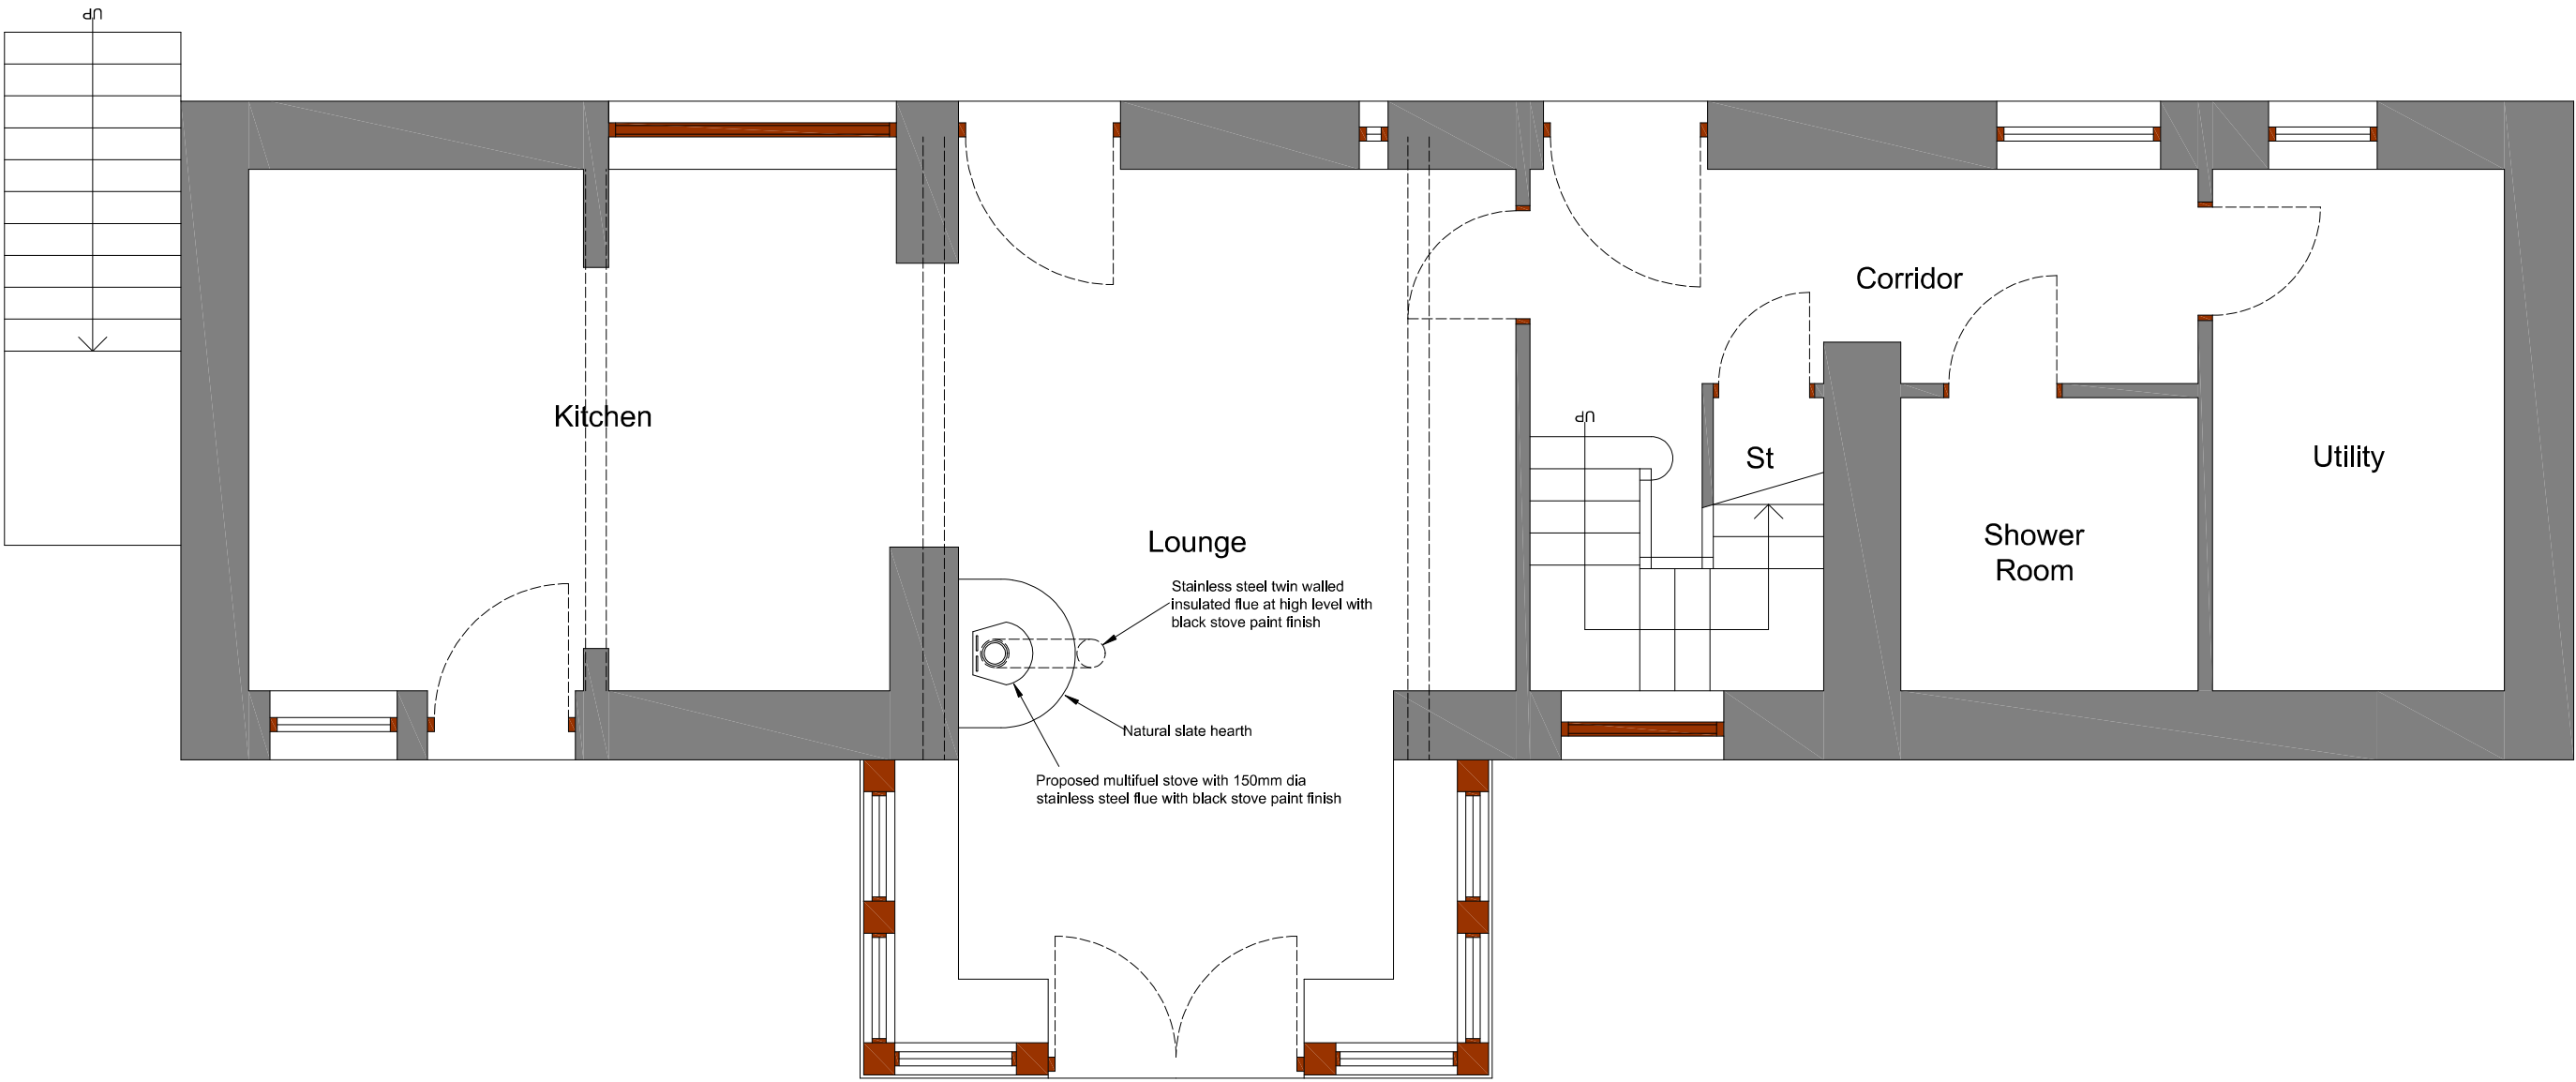 UP
Kitchen
Lounge
Stainless steel twin walled
insulated flue at high level with
black stove paint finish
Natural slate hearth
Proposed multifuel stove with 150mm dia
stainless steel flue with black stove paint finish
Corridor
UP
St
Shower
Room
Utility